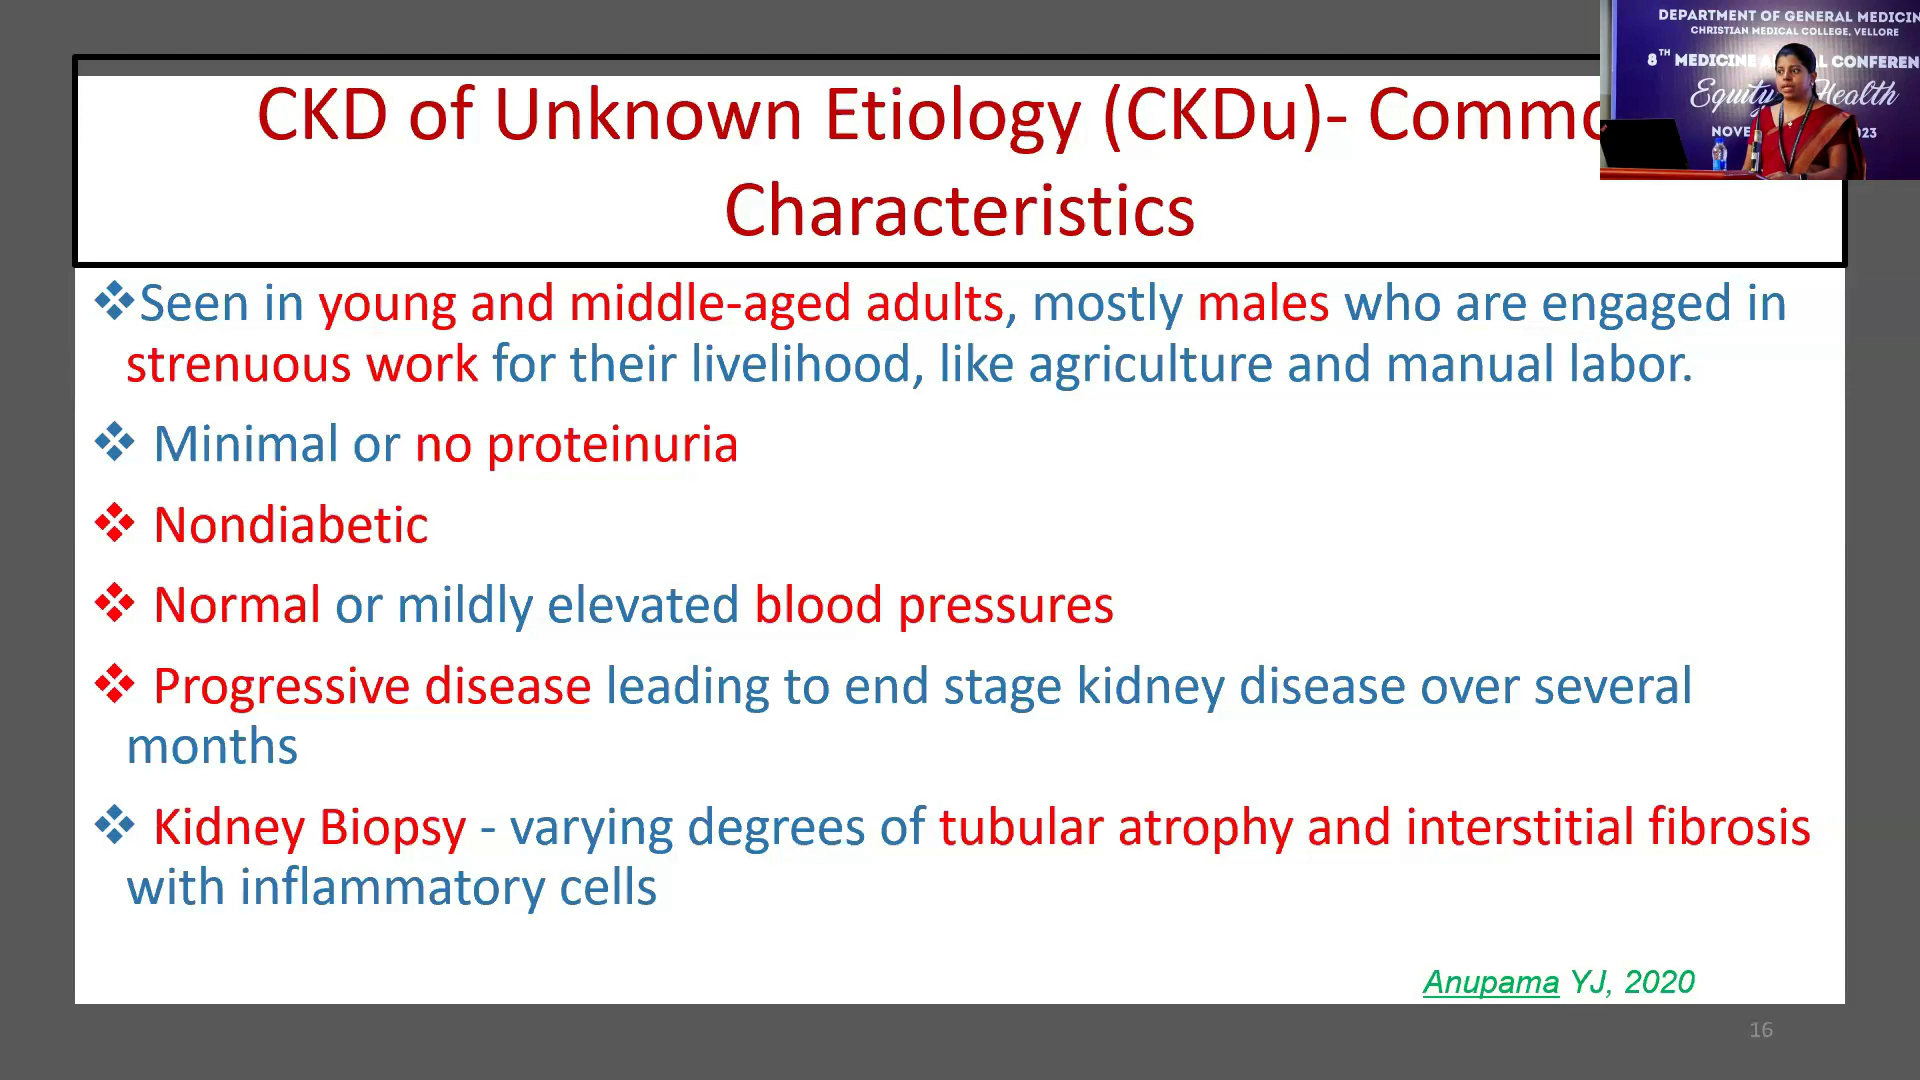 CKD of Unknown Etiology (CKDu)- Commo
Characteristics
❖Seen in young and middle-aged adults, mostly males who are engaged in
strenuous work for their livelihood, like agriculture and manual labor.
❖ Minimal or no proteinuria
❖ Nondiabetic
❖ Normal or mildly elevated blood pressures
❖ Progressive disease leading to end stage kidney disease over several
months
❖ Kidney Biopsy - varying degrees of tubular atrophy and interstitial fibrosis
with inflammatory cells
Anupama YJ, 2020
16
DEPARTMENT OF GENERAL MEDICIN
CHRISTIAN MEDICAL COLLEGE, VELLORE
8TH MEDICINE L CONFEREN
Equity Health
NOVE 23